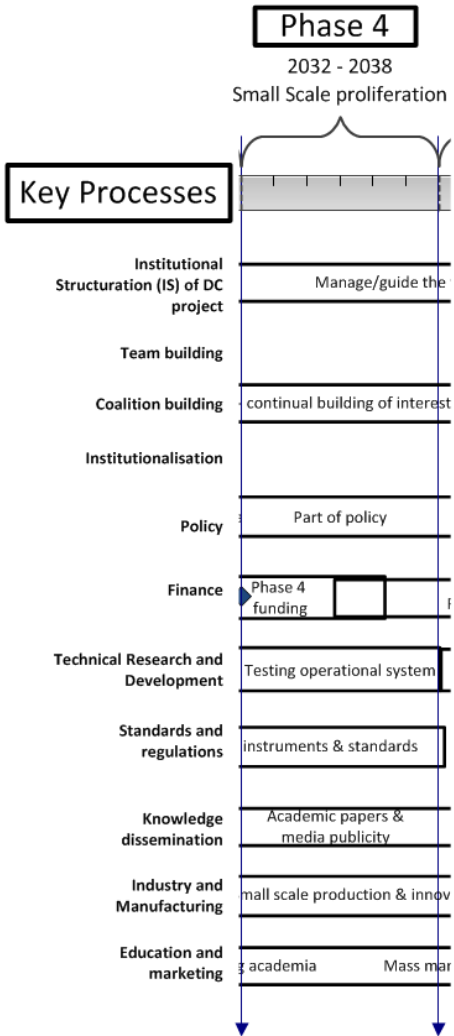 Phase 4
2032 - 2038
Small Scale proliferation
Key Processes
Institutional
Structuration (IS) of DC
project
Manage/guide the
Team building
Coalition building
continual building of interest
Institutionalisation
Policy
Part of policy
Finance
Phase 4
funding
Technical Research and
Development
Testing operational system
Standards and
regulations
instruments & standards
Knowledge
dissemination
Academic papers &
media publicity
Industry and
Manufacturing
mall scale production & innov
Education and
marketing
g academia
Mass mar